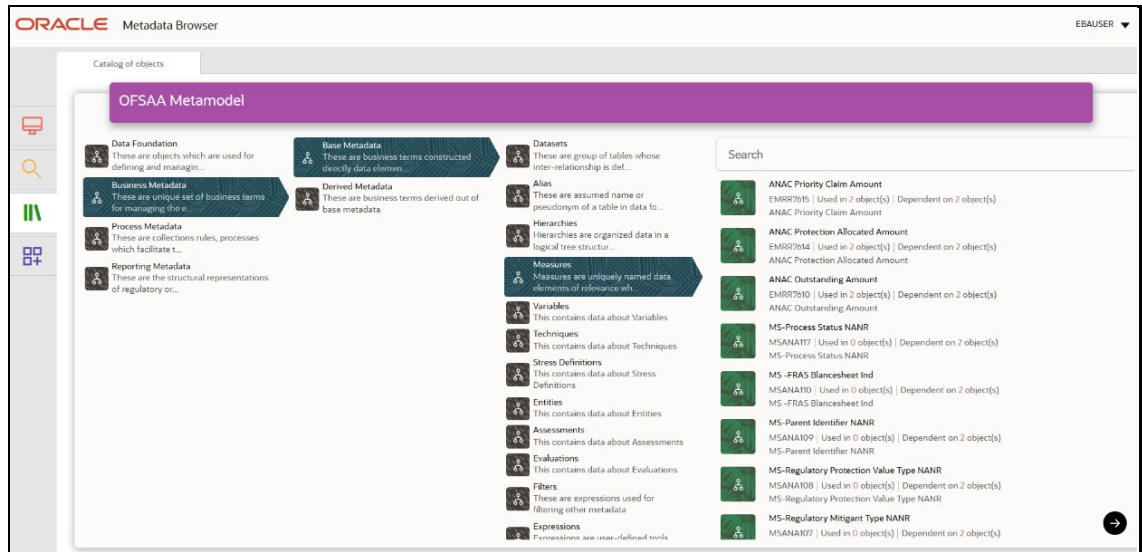 ORACLE Metadata Browser
EBAUSER
Catalog of objects
OFSAA Metamodel
Data Foundation
These are objects which are used for
defining and managin...
Business Metadata
These are unique set of business terms
for managing the e...
Process Metadata
These are collections rules, processes
which facilitate t...
Reporting Metadata
These are the structural representations
of regulatory or...
Base Metadata
These are business terms constructed
directly data elemen...
Derived Metadata
These are business terms derived out of
base metadata
Datasets
These are group of tables whose
inter-relationship is def...
Alias
These are assumed name or
pseudonym of a table in data fo...
Hierarchies
Hierarchies are organized data in a
logical tree structur...
Measures
Measures are uniquely named data
elements of relevance wh...
Variables
This contains data about Variables
Techniques
This contains data about Techniques
Stress Definitions
This contains data about Stress
Definitions
Entities
This contains data about Entities
Assessments
This contains data about Assessments
Evaluations
This contains data about Evaluations
Filters
These are expressions used for
filtering other metadata
Expressions
Expressions are user-defined tools
Search
ANAC Priority Claim Amount
EMRR7615 | Used in 2 object(s) | Dependent on 2 object(s)
ANAC Priority Claim Amount
ANAC Protection Allocated Amount
EMRR7614 | Used in 2 object(s) | Dependent on 2 object(s)
ANAC Protection Allocated Amount
ANAC Outstanding Amount
EMRR7610 | Used in 2 object(s) | Dependent on 2 object(s)
ANAC Outstanding Amount
MS-Process Status NANR
MSANA117 | Used in 0 object(s) | Dependent on 2 object(s)
MS-Process Status NANR
MS -FRAS Blancesheet Ind
MSANA110 | Used in 0 object(s) | Dependent on 2 object(s)
MS -FRAS Blancesheet Ind
MS-Parent Identifier NANR
MSANA109 | Used in 0 object(s) | Dependent on 2 object(s)
MS-Parent Identifier NANR
MS-Regulatory Protection Value Type NANR
MSANA108 | Used in 0 object(s) | Dependent on 2 object(s)
MS-Regulatory Protection Value Type NANR
MS-Regulatory Mitigant Type NANR
MSANA107 | Used in 0 object(s) | Dependent on 2 object(s)